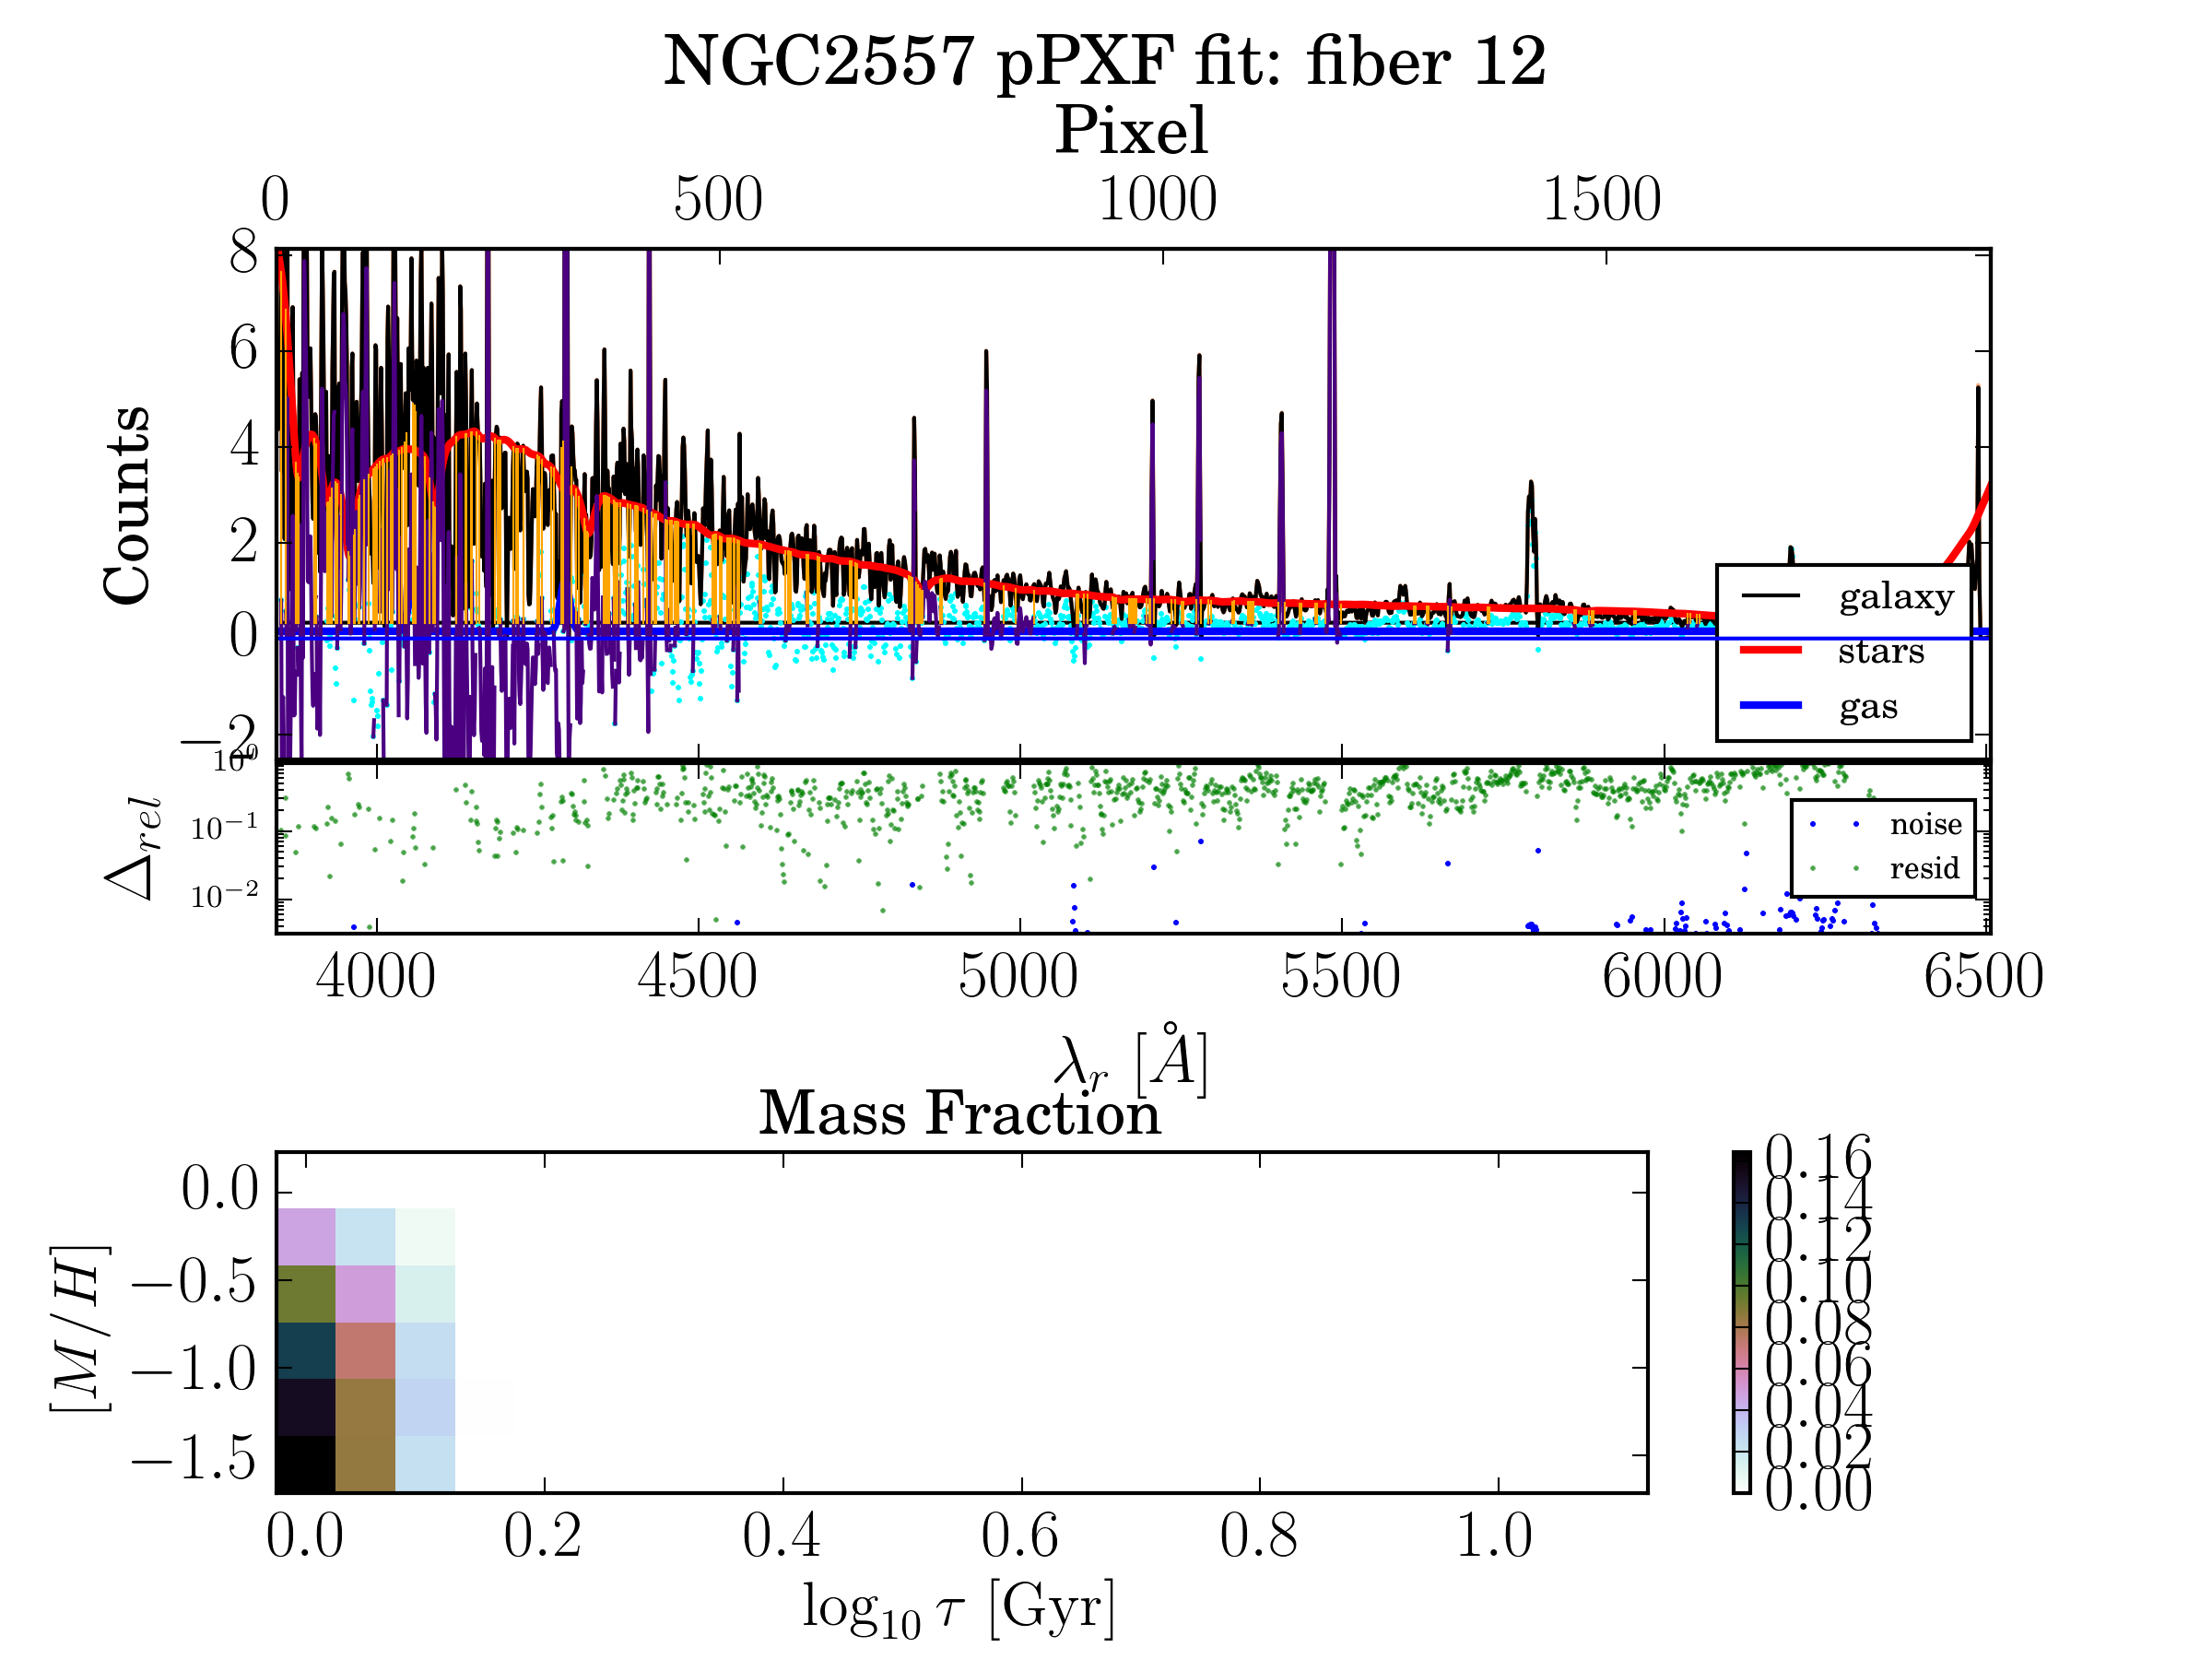 NGC2557 pPXF fit: fiber 12
Pixel
0 500 1000 1500
8
6
4
2
0
−2
Counts
galaxy
stars
gas
10⁰
10⁻¹
10⁻²
Δ_rel
noise
resid
4000 4500 5000 5500 6000 6500
λ_r [Å]
Mass Fraction
0.0
−0.5
−1.0
−1.5
[M/H]
0.16
0.14
0.12
0.10
0.08
0.06
0.04
0.02
0.00
0.0 0.2 0.4 0.6 0.8 1.0
log₁₀ τ [Gyr]